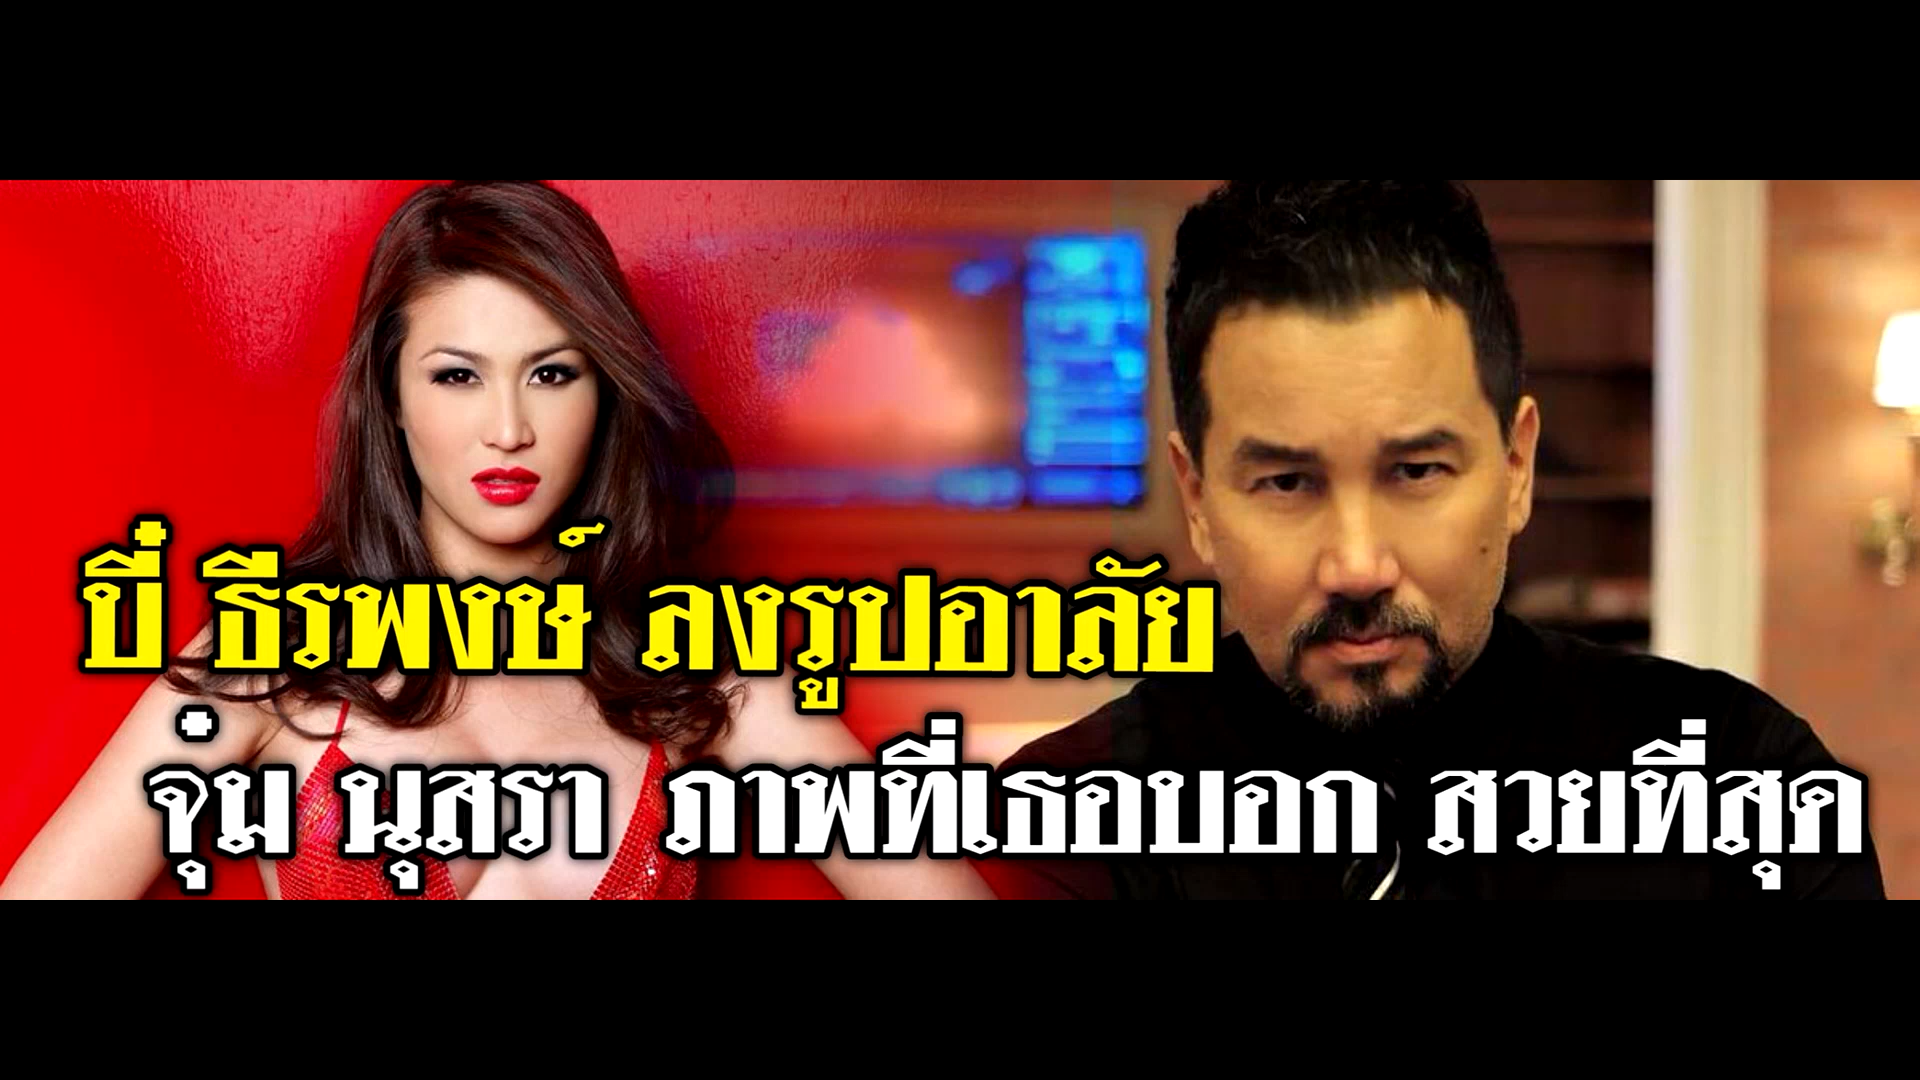 บี๋ ธีรพงษ์ ลงรูปอาลัย
จุ๋ม นุสรา ภาพที่เธอบอก สวยที่สุด